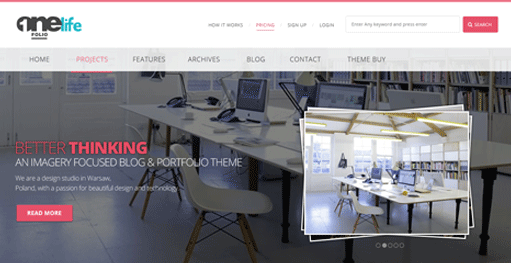 onelife
FOLIO
HOW IT WORKS
PRICING
SIGN UP
LOGIN
Enter Any keyword and press enter
SEARCH
HOME
PROJECTS
FEATURES
ARCHIVES
BLOG
CONTACT
THEME BUY
BETTER THINKING
AN IMAGERY FOCUSED BLOG & PORTFOLIO THEME
We are a design studio in Warsaw,
Poland, with a passion for beautiful design and technology...
READ MORE